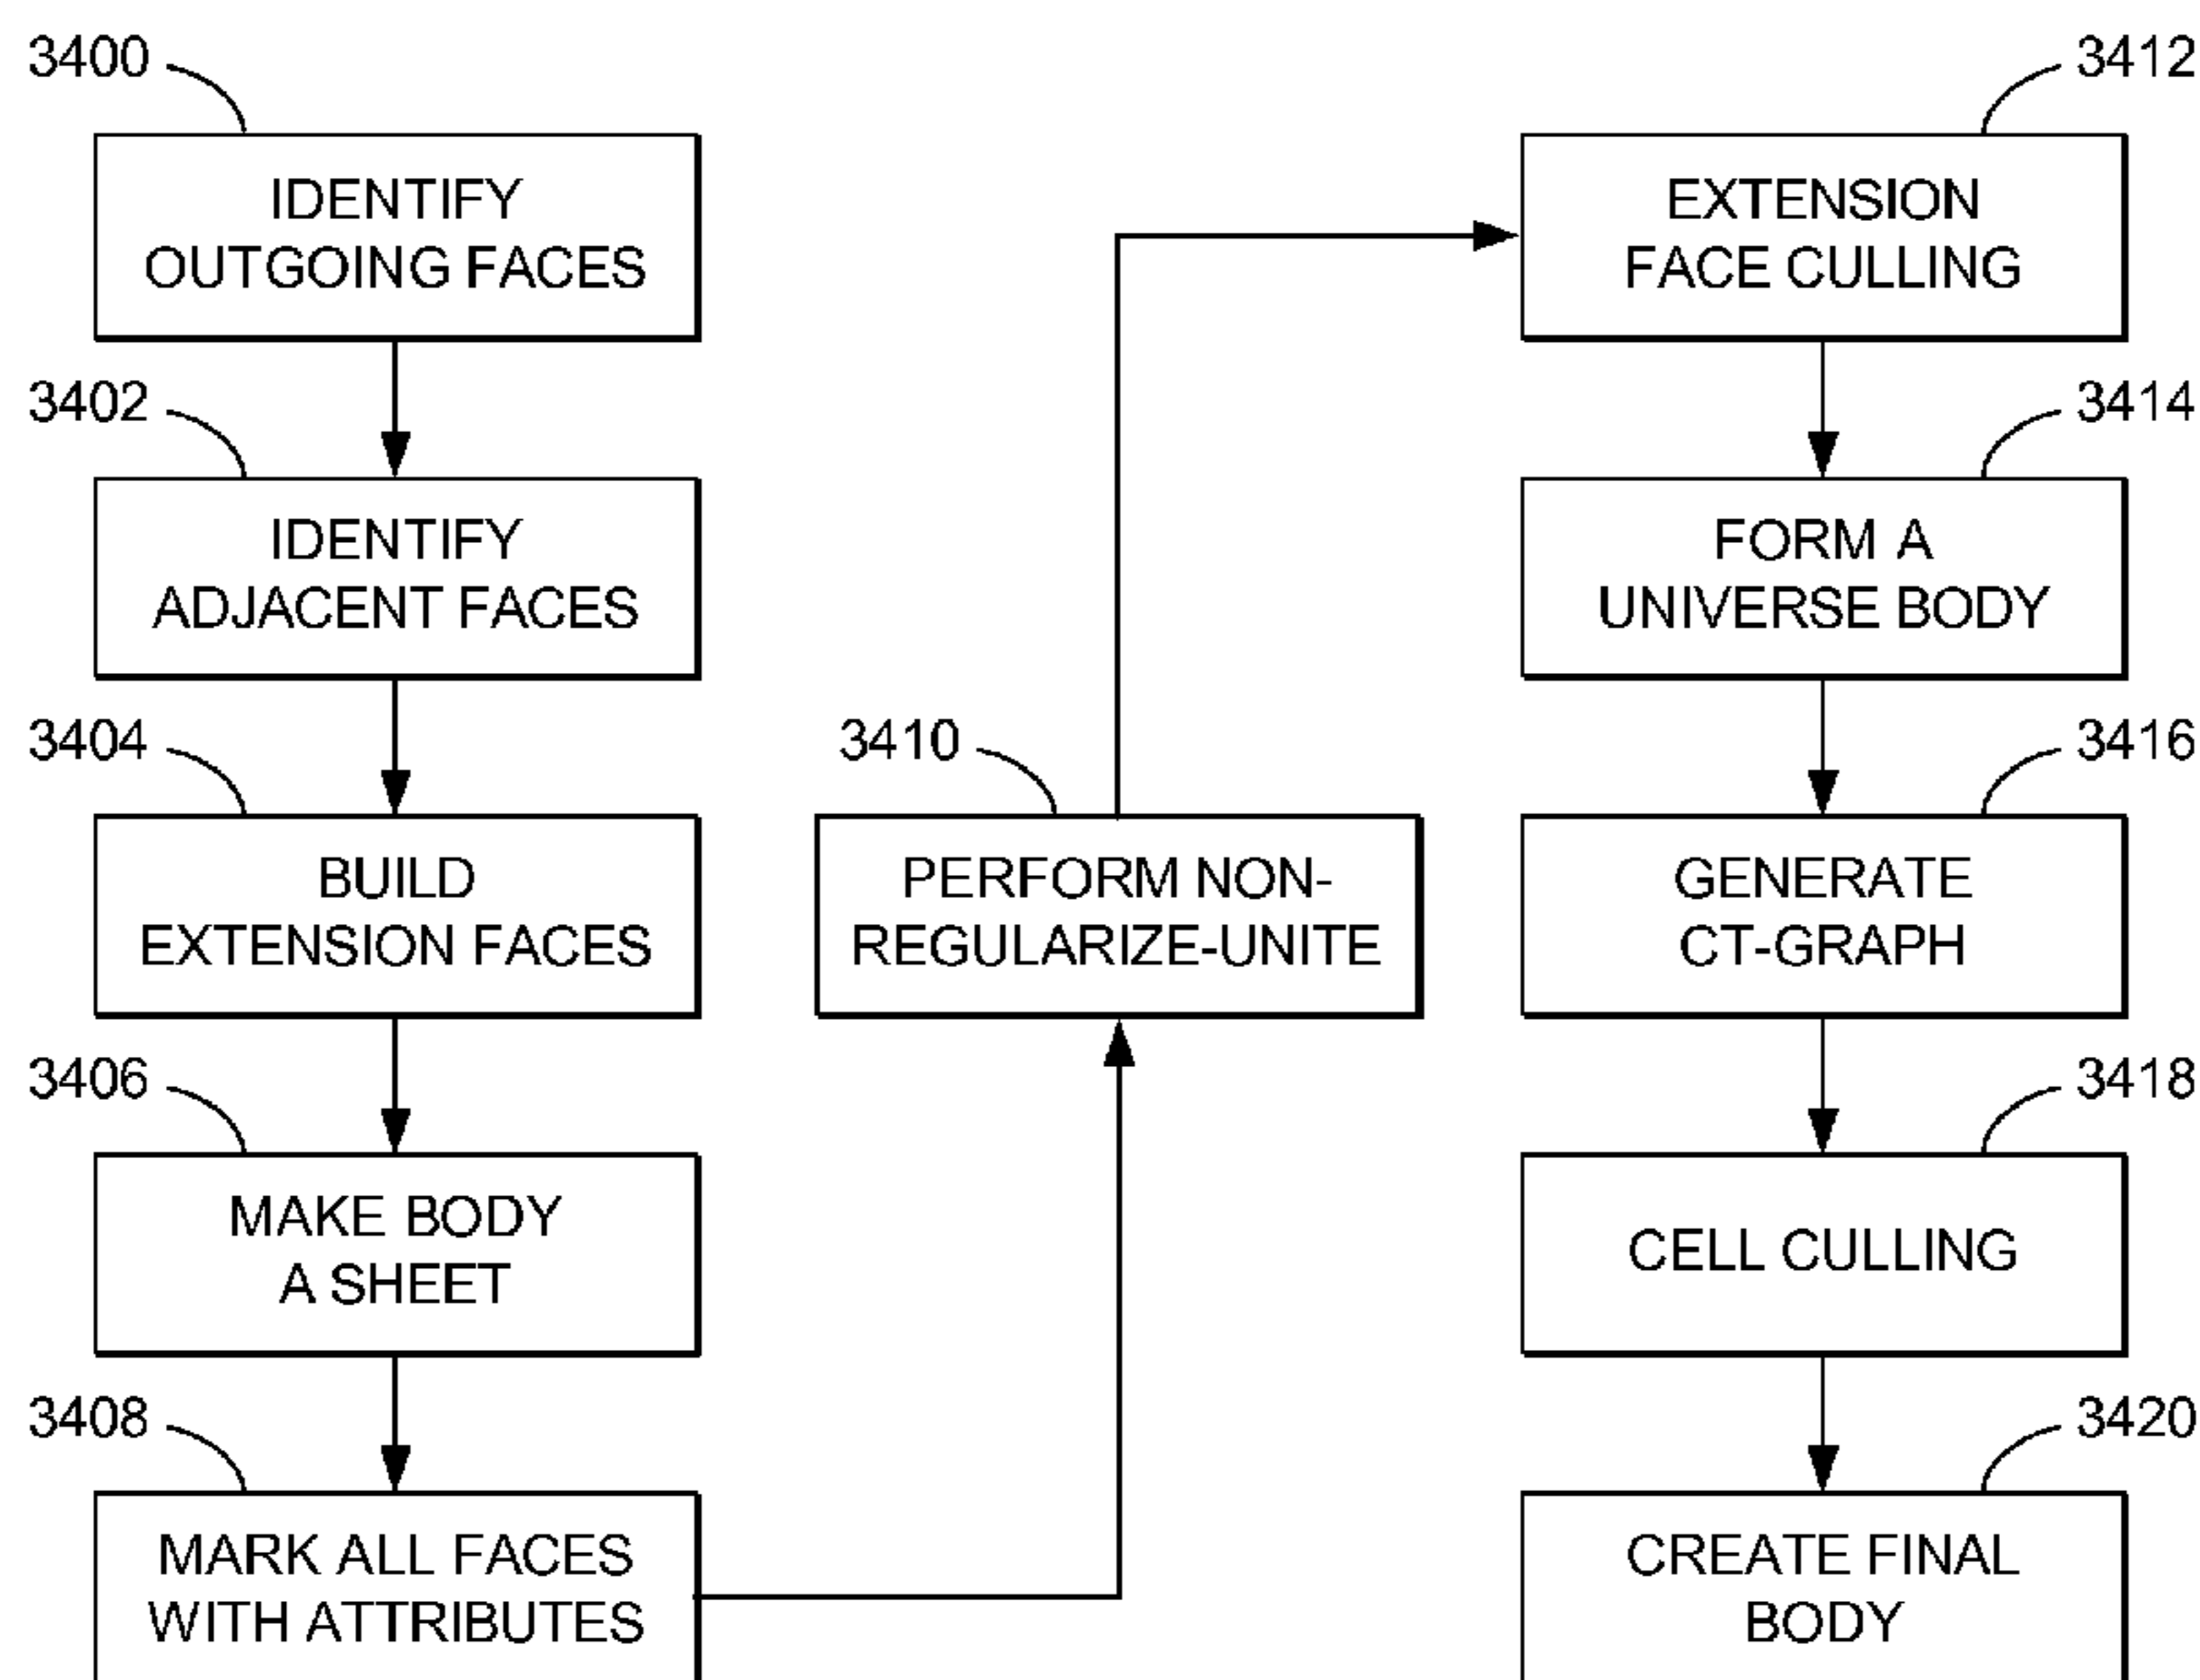 3400
IDENTIFY
OUTGOING FACES
3402
IDENTIFY
ADJACENT FACES
3404
BUILD
EXTENSION FACES
3406
MAKE BODY
A SHEET
3408
MARK ALL FACES
WITH ATTRIBUTES
3410
PERFORM NON-
REGULARIZE-UNITE
3412
EXTENSION
FACE CULLING
3414
FORM A
UNIVERSE BODY
3416
GENERATE
CT-GRAPH
3418
CELL CULLING
3420
CREATE FINAL
BODY